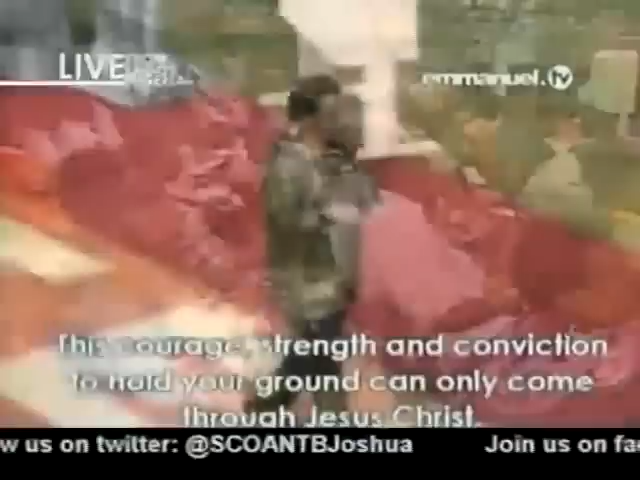 LIVE
emmanuel.tv
This courage, strength and conviction
to hold your ground can only come
through Jesus Christ.
w us on twitter: @SCOANTBJoshua Join us on fa